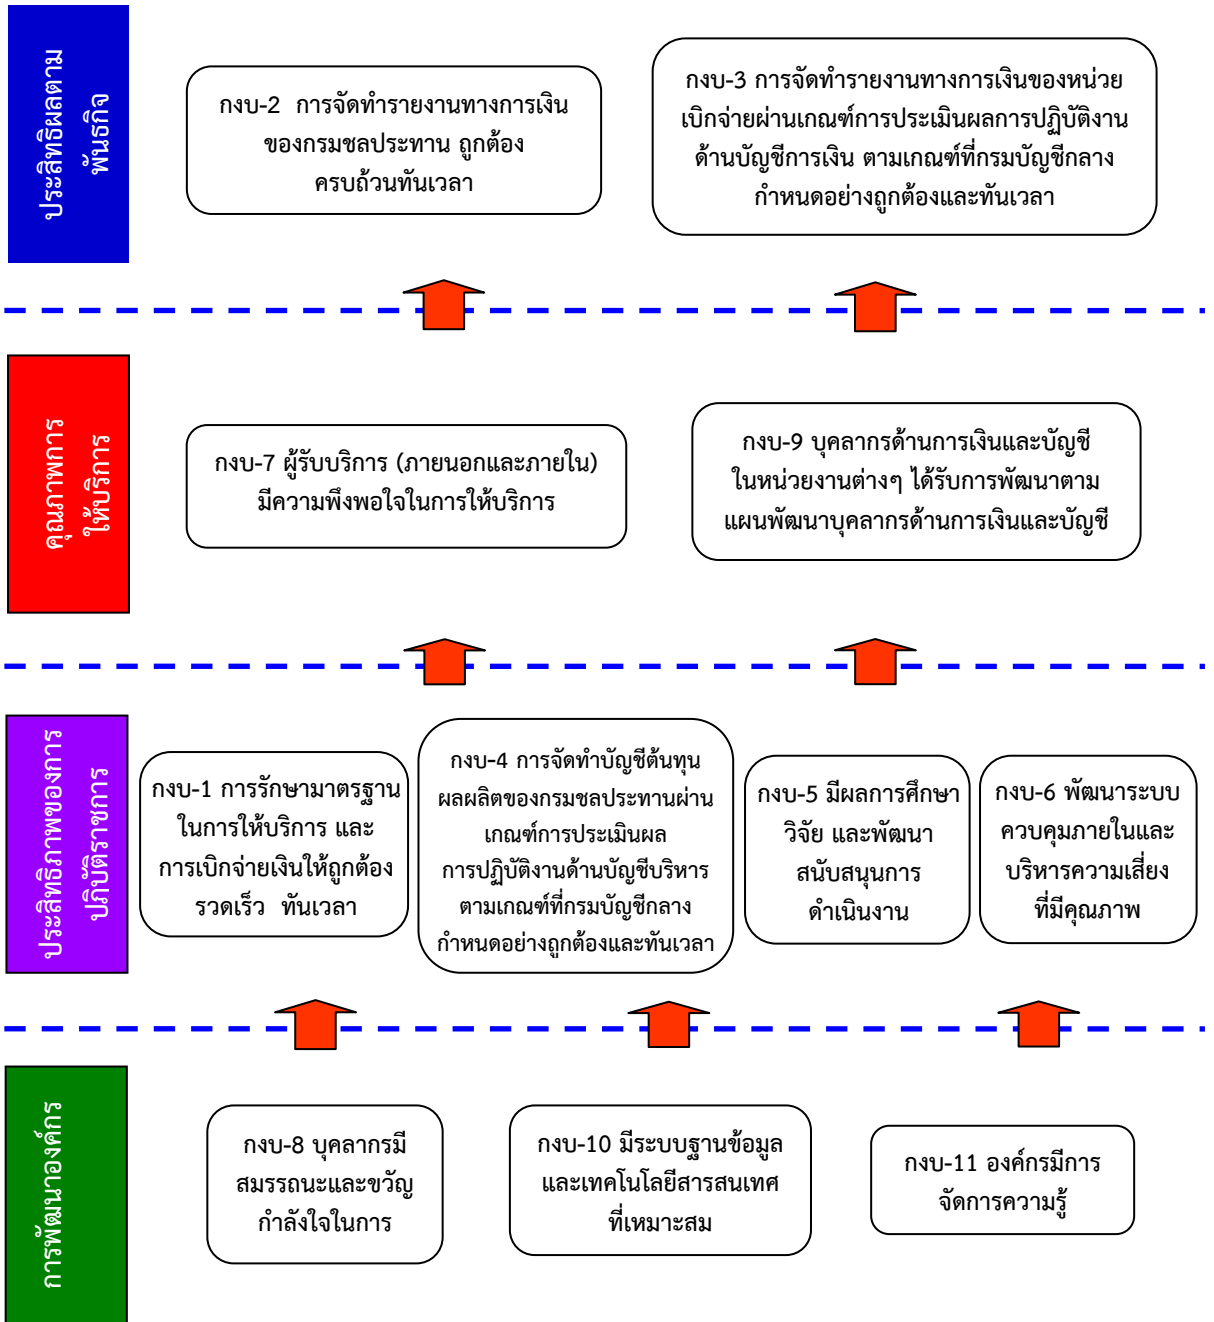 ประสิทธิผลตาม
พันธกิจ
กงบ-2 การจัดทำรายงานทางการเงิน
ของกรมชลประทาน ถูกต้อง
ครบถ้วนทันเวลา
กงบ-3 การจัดทำรายงานทางการเงินของหน่วย
เบิกจ่ายผ่านเกณฑ์การประเมินผลการปฏิบัติงาน
ด้านบัญชีการเงิน ตามเกณฑ์ที่กรมบัญชีกลาง
กำหนดอย่างถูกต้องและทันเวลา
คุณภาพการ
ให้บริการ
กงบ-7 ผู้รับบริการ (ภายนอกและภายใน)
มีความพึงพอใจในการให้บริการ
กงบ-9 บุคลากรด้านการเงินและบัญชี
ในหน่วยงานต่างๆ ได้รับการพัฒนาตาม
แผนพัฒนาบุคลากรด้านการเงินและบัญชี
ประสิทธิภาพของการ
ปฏิบัติราชการ
กงบ-1 การรักษามาตรฐาน
ในการให้บริการ และ
การเบิกจ่ายเงินให้ถูกต้อง
รวดเร็ว ทันเวลา
กงบ-4 การจัดทำบัญชีต้นทุน
ผลผลิตของกรมชลประทานผ่าน
เกณฑ์การประเมินผล
การปฏิบัติงานด้านบัญชีบริหาร
ตามเกณฑ์ที่กรมบัญชีกลาง
กำหนดอย่างถูกต้องและทันเวลา
กงบ-5 มีผลการศึกษา
วิจัย และพัฒนา
สนับสนุนการ
ดำเนินงาน
กงบ-6 พัฒนาระบบ
ควบคุมภายในและ
บริหารความเสี่ยง
ที่มีคุณภาพ
การพัฒนาองค์กร
กงบ-8 บุคลากรมี
สมรรถนะและขวัญ
กำลังใจในการ
กงบ-10 มีระบบฐานข้อมูล
และเทคโนโลยีสารสนเทศ
ที่เหมาะสม
กงบ-11 องค์กรมีการ
จัดการความรู้